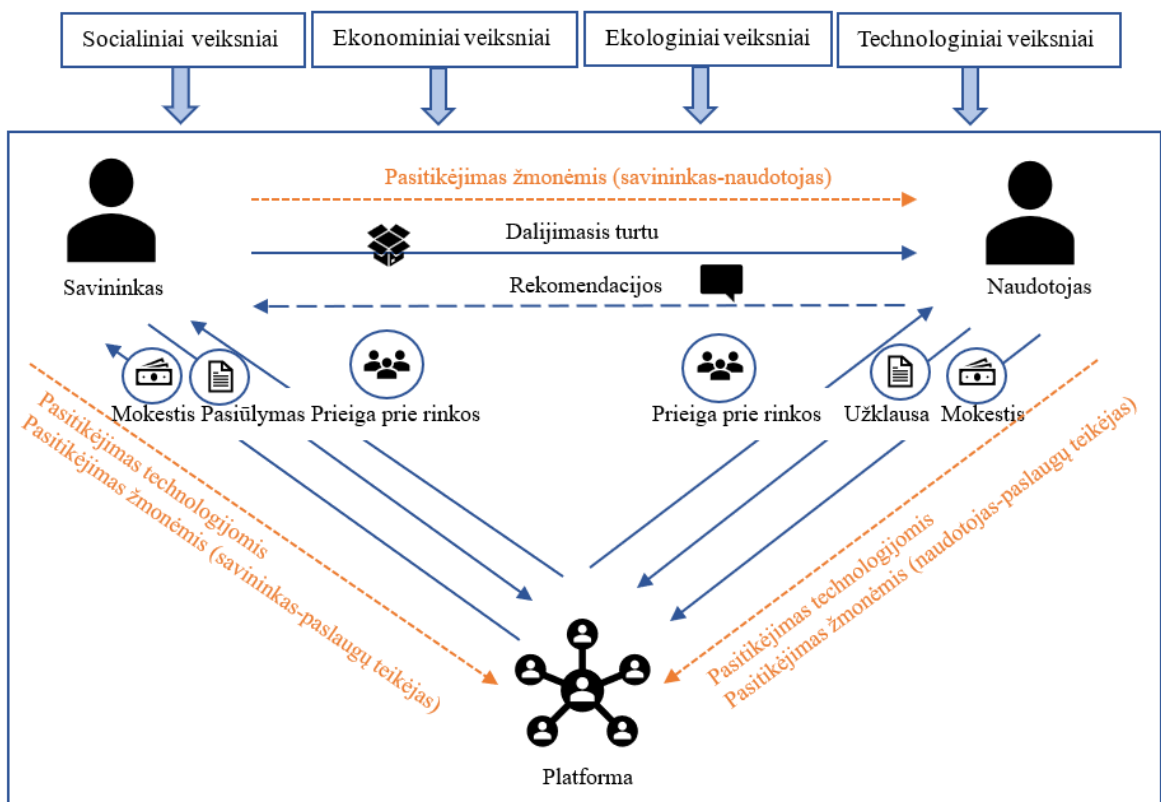 Socialiniai veiksniai
Ekonominiai veiksniai
Ekologiniai veiksniai
Technologiniai veiksniai
Pasitikėjimas žmonėmis (savininkas-naudotojas)
Dalijimasis turtu
Savininkas
Rekomendacijos
Naudotojas
Mokestis
Pasiūlymas
Prieiga prie rinkos
Prieiga prie rinkos
Užklausa
Mokestis
Pasitikėjimas technologijomis
Pasitikėjimas žmonėmis (savininkas-paslaugų teikėjas)
Pasitikėjimas technologijomis
Pasitikėjimas žmonėmis (naudotojas-paslaugų teikėjas)
Platforma